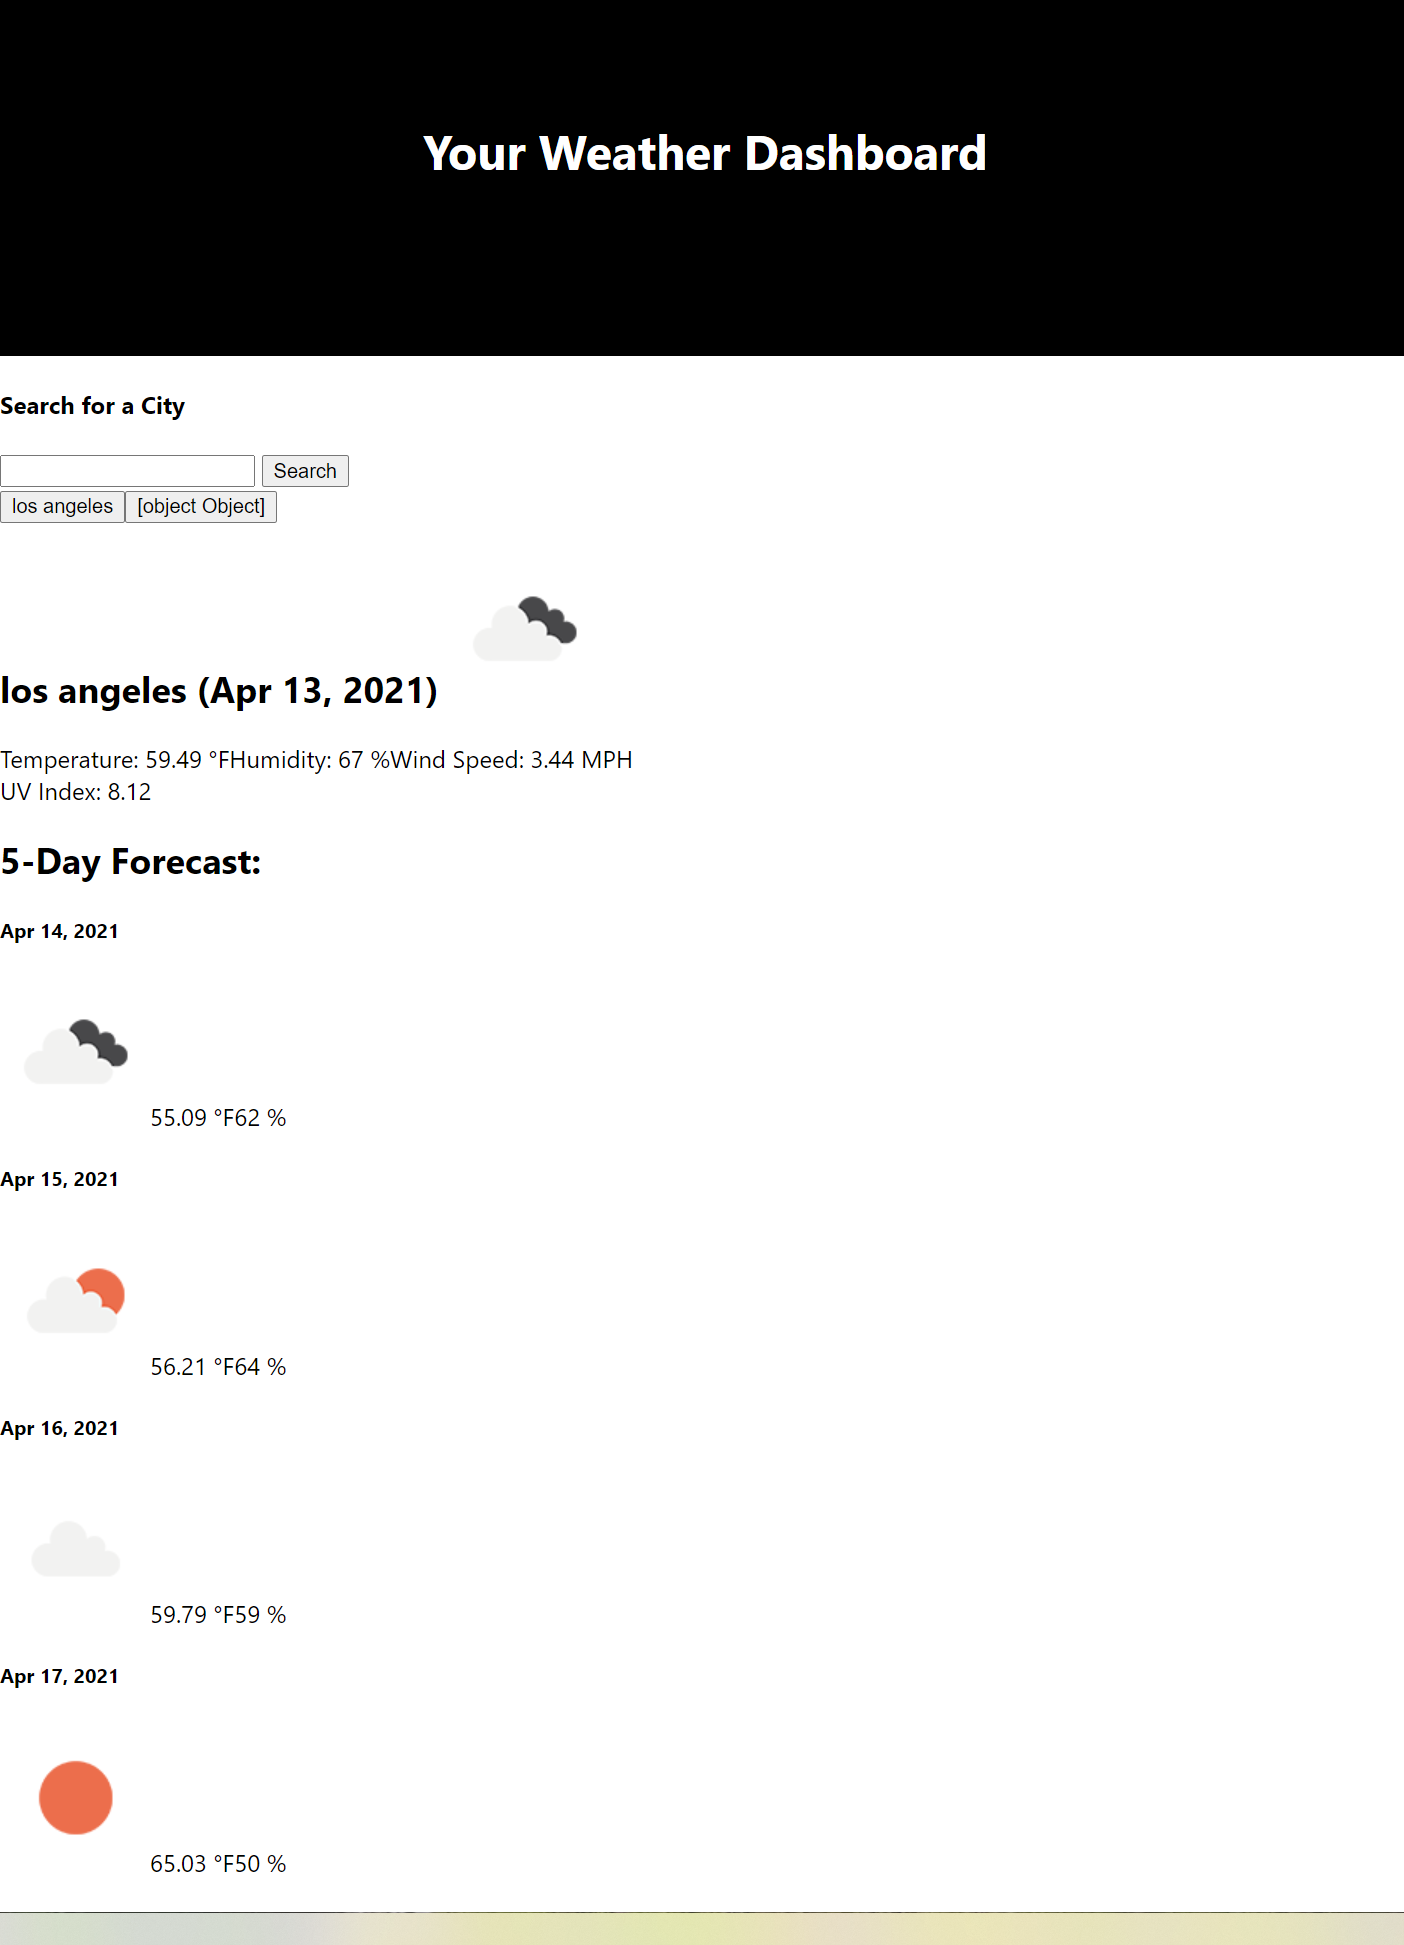 Your Weather Dashboard
Search for a City
Search
los angeles [object Object]
los angeles (Apr 13, 2021)
Temperature: 59.49 °FHumidity: 67 %Wind Speed: 3.44 MPH
UV Index: 8.12
5-Day Forecast:
Apr 14, 2021
55.09 °F62 %
Apr 15, 2021
56.21 °F64 %
Apr 16, 2021
59.79 °F59 %
Apr 17, 2021
65.03 °F50 %